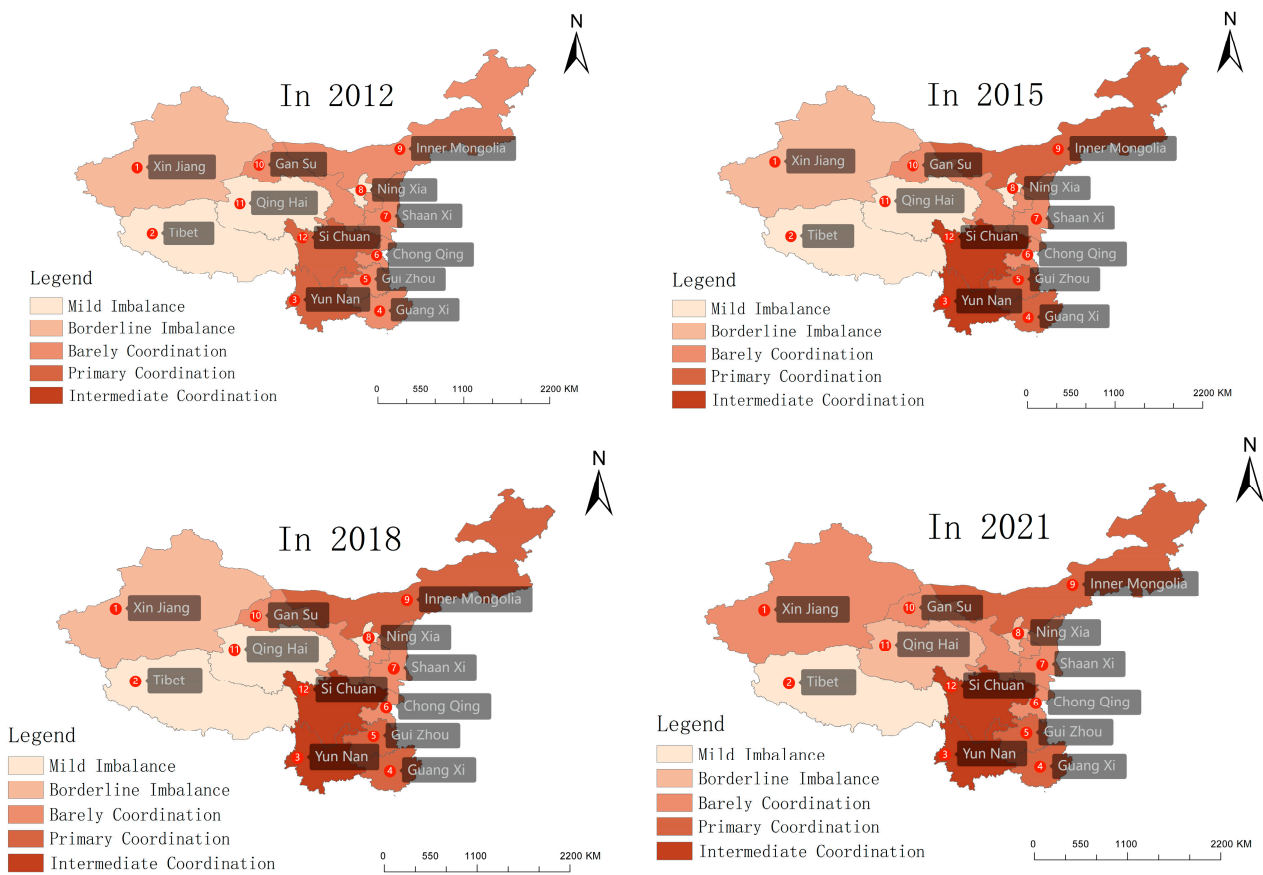 N
In 2012
9 Inner Mongolia
10 Gan Su
1 Xin Jiang
8 Ning Xia
11 Qing Hai
7 Shaan Xi
2 Tibet
12 Si Chuan
6 Chong Qing
5 Gui Zhou
3 Yun Nan
4 Guang Xi
Legend
Mild Imbalance
Borderline Imbalance
Barely Coordination
Primary Coordination
Intermediate Coordination
0 550 1100 2200 KM
N
In 2015
9 Inner Mongolia
1 Xin Jiang
10 Gan Su
8 Ning Xia
11 Qing Hai
7 Shaan Xi
2 Tibet
12 Si Chuan
6 Chong Qing
5 Gui Zhou
3 Yun Nan
4 Guang Xi
Legend
Mild Imbalance
Borderline Imbalance
Barely Coordination
Primary Coordination
Intermediate Coordination
0 550 1100 2200 KM
N
In 2018
9 Inner Mongolia
1 Xin Jiang
10 Gan Su
8 Ning Xia
11 Qing Hai
7 Shaan Xi
2 Tibet
12 Si Chuan
6 Chong Qing
5 Gui Zhou
3 Yun Nan
4 Guang Xi
Legend
Mild Imbalance
Borderline Imbalance
Barely Coordination
Primary Coordination
Intermediate Coordination
0 550 1100 2200 KM
N
In 2021
9 Inner Mongolia
1 Xin Jiang
10 Gan Su
8 Ning Xia
11 Qing Hai
7 Shaan Xi
2 Tibet
12 Si Chuan
6 Chong Qing
5 Gui Zhou
3 Yun Nan
4 Guang Xi
Legend
Mild Imbalance
Borderline Imbalance
Barely Coordination
Primary Coordination
Intermediate Coordination
0 550 1100 2200 KM